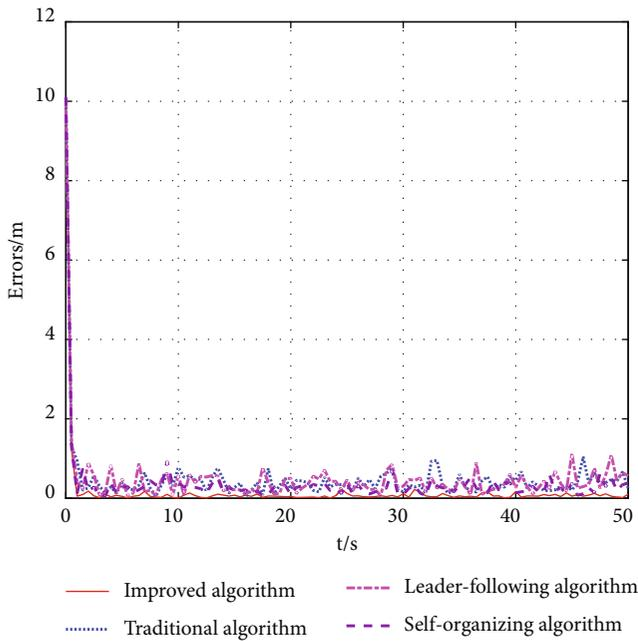 12
10
8
6
4
2
0
Errors/m
0 10 20 30 40 50
t/s
Improved algorithm
Traditional algorithm
Leader-following algorithm
Self-organizing algorithm